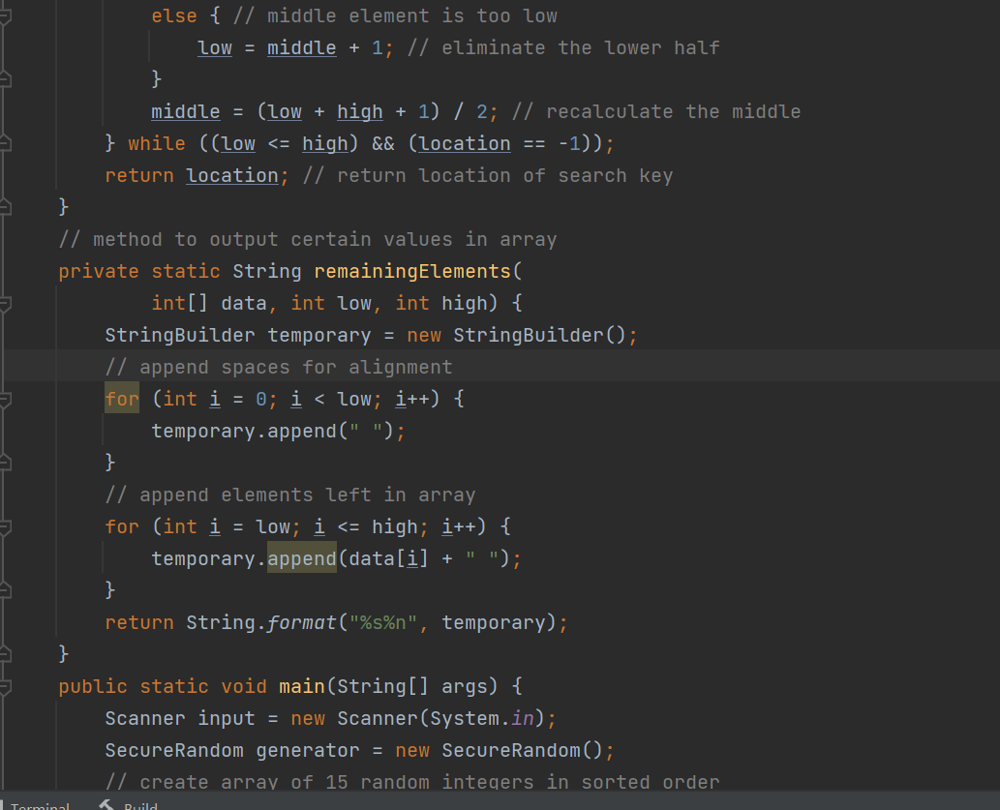 else { // middle element is too low
low = middle + 1; // eliminate the lower half
}
middle = (low + high + 1) / 2; // recalculate the middle
} while ((low <= high) && (location == -1));
return location; // return location of search key
}
// method to output certain values in array
private static String remainingElements(
int[] data, int low, int high) {
StringBuilder temporary = new StringBuilder();
// append spaces for alignment
for (int i = 0; i < low; i++) {
temporary.append(" ");
}
// append elements left in array
for (int i = low; i <= high; i++) {
temporary.append(data[i] + " ");
}
return String.format("%s%n", temporary);
}
public static void main(String[] args) {
Scanner input = new Scanner(System.in);
SecureRandom generator = new SecureRandom();
// create array of 15 random integers in sorted order
Terminal Build